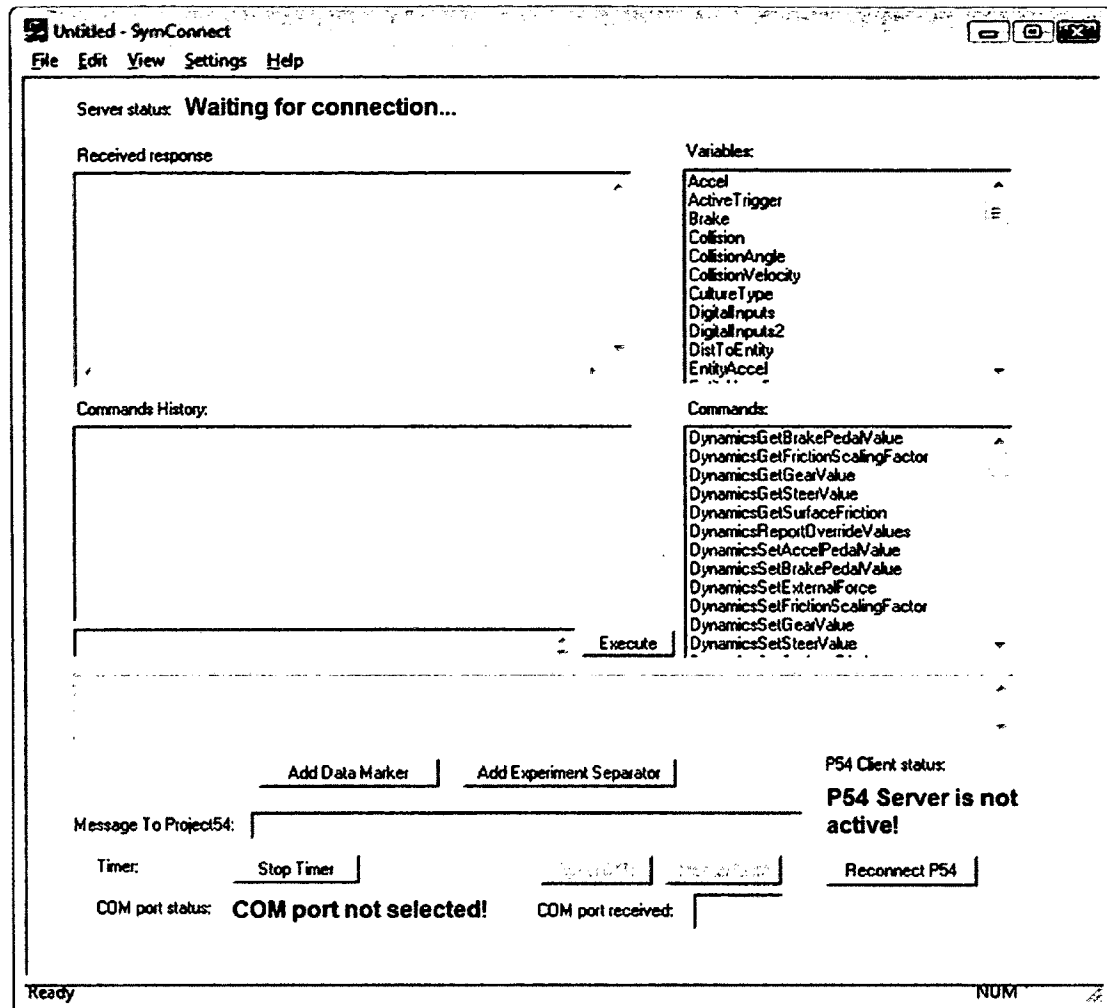 Untitled - SymConnect
File Edit View Settings Help
Server status: Waiting for connection...
Received response
Variables:
Accel
ActiveTrigger
Brake
Collision
CollisionAngle
CollisionVelocity
CultureType
DigitalInputs
DigitalInputs2
DistToEntity
EntityAccel
Commands History:
Commands:
DynamicsGetBrakePedalValue
DynamicsGetFrictionScalingFactor
DynamicsGetGearValue
DynamicsGetSteerValue
DynamicsGetSurfaceFriction
DynamicsReportOverrideValues
DynamicsSetAccelPedalValue
DynamicsSetBrakePedalValue
DynamicsSetExternalForce
DynamicsSetFrictionScalingFactor
DynamicsSetGearValue
DynamicsSetSteerValue
Execute
Add Data Marker Add Experiment Separator
P54 Client status:
P54 Server is not
active!
Message To Project54:
Timer: Stop Timer Reconnect P54
COM port status: COM port not selected! COM port received:
Ready NUM